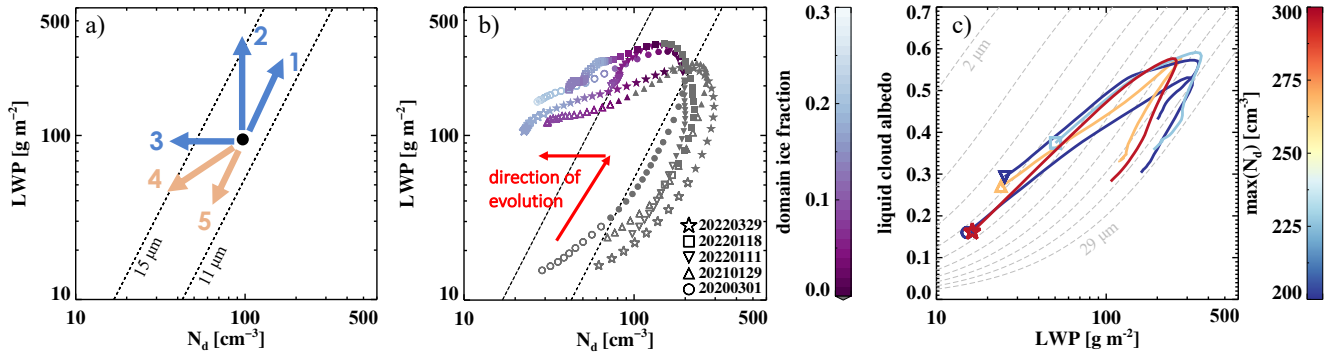 a)
500
100
10
LWP [g m⁻²]
1
2
3
4
5
15 μm
11 μm
10
100
500
N_d [cm⁻³]
b)
500
100
10
LWP [g m⁻²]
direction of
evolution
20220329
20220118
20220111
20210129
20200301
10
100
500
N_d [cm⁻³]
0.3
0.2
0.1
0.0
domain ice fraction
c)
0.7
0.6
0.5
0.4
0.3
0.2
0.1
0.0
liquid cloud albedo
2 μm
29 μm
10
100
500
LWP [g m⁻²]
300
275
250
225
200
max(N_d) [cm⁻³]